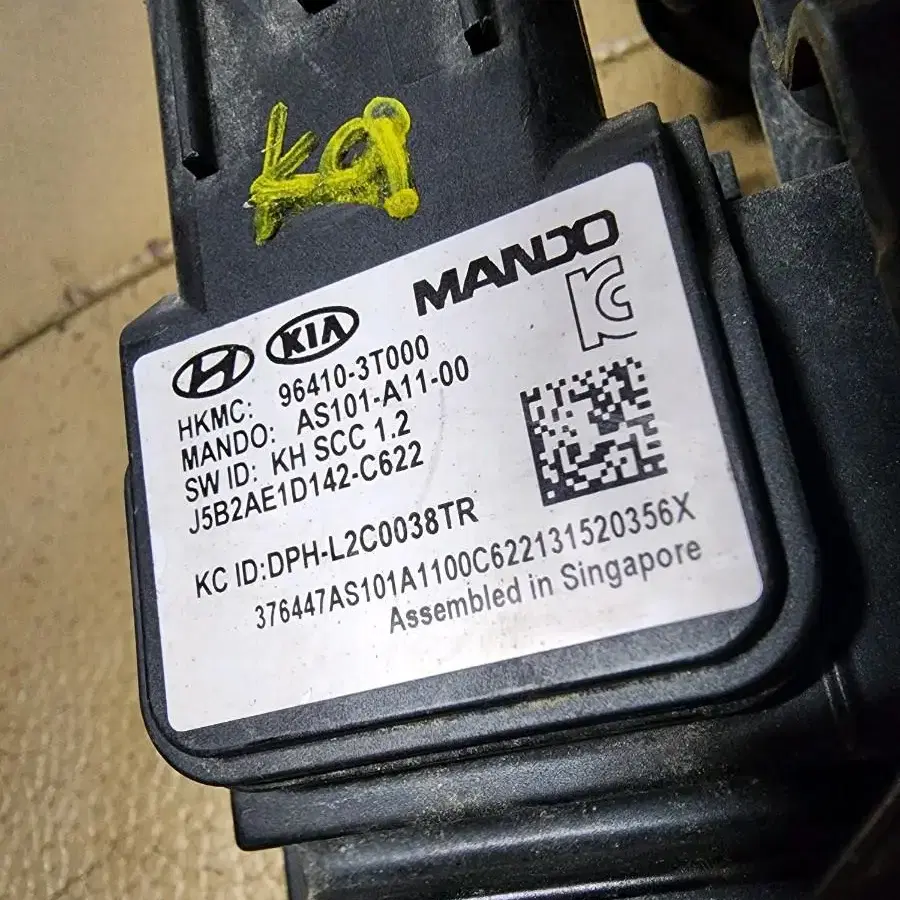 K9
MANDO
KIA
HKMC: 96410-3T000
MANDO: AS101-A11-00
SW ID: KH SCC 1.2
J5B2AE1D142-C622
KC ID:DPH-L2C0038TR
376447AS101A1100C622131520356X
Assembled in Singapore